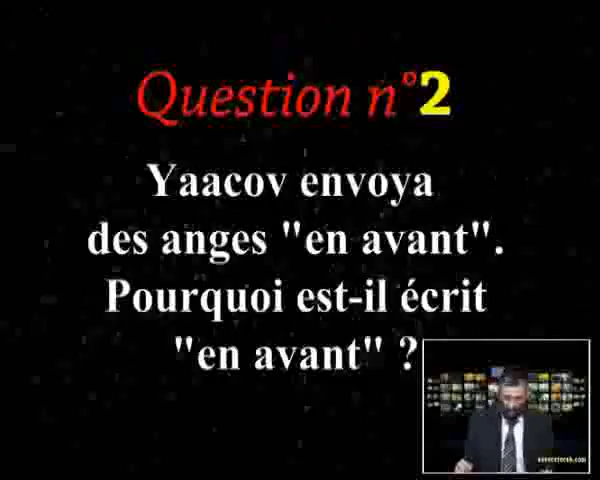 Question n°2
Yaacov envoya
des anges "en avant".
Pourquoi est-il écrit
"en avant" ?